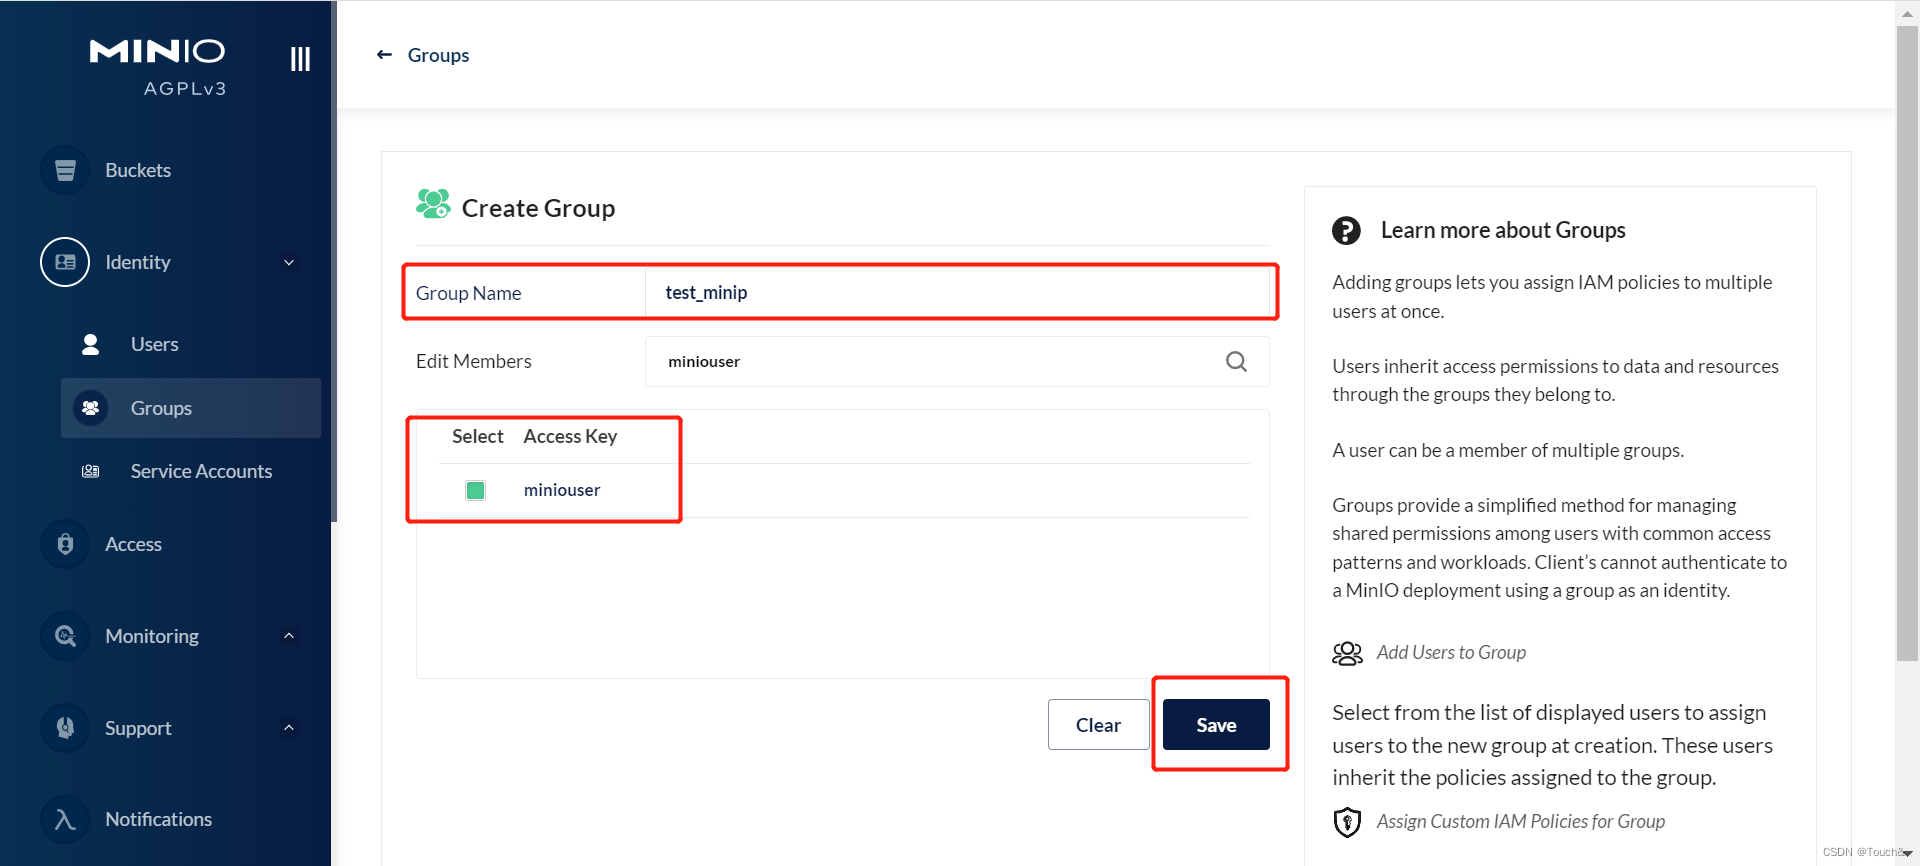 MINIO
AGPLv3
Buckets
Identity
Users
Groups
Service Accounts
Access
Monitoring
Support
Notifications
Groups
Create Group
Group Name
test_minip
Edit Members
miniouser
Select Access Key
miniouser
Clear
Save
Learn more about Groups
Adding groups lets you assign IAM policies to multiple
users at once.
Users inherit access permissions to data and resources
through the groups they belong to.
A user can be a member of multiple groups.
Groups provide a simplified method for managing
shared permissions among users with common access
patterns and workloads. Client’s cannot authenticate to
a MinIO deployment using a group as an identity.
Add Users to Group
Select from the list of displayed users to assign
users to the new group at creation. These users
inherit the policies assigned to the group.
Assign Custom IAM Policies for Group
CSDN